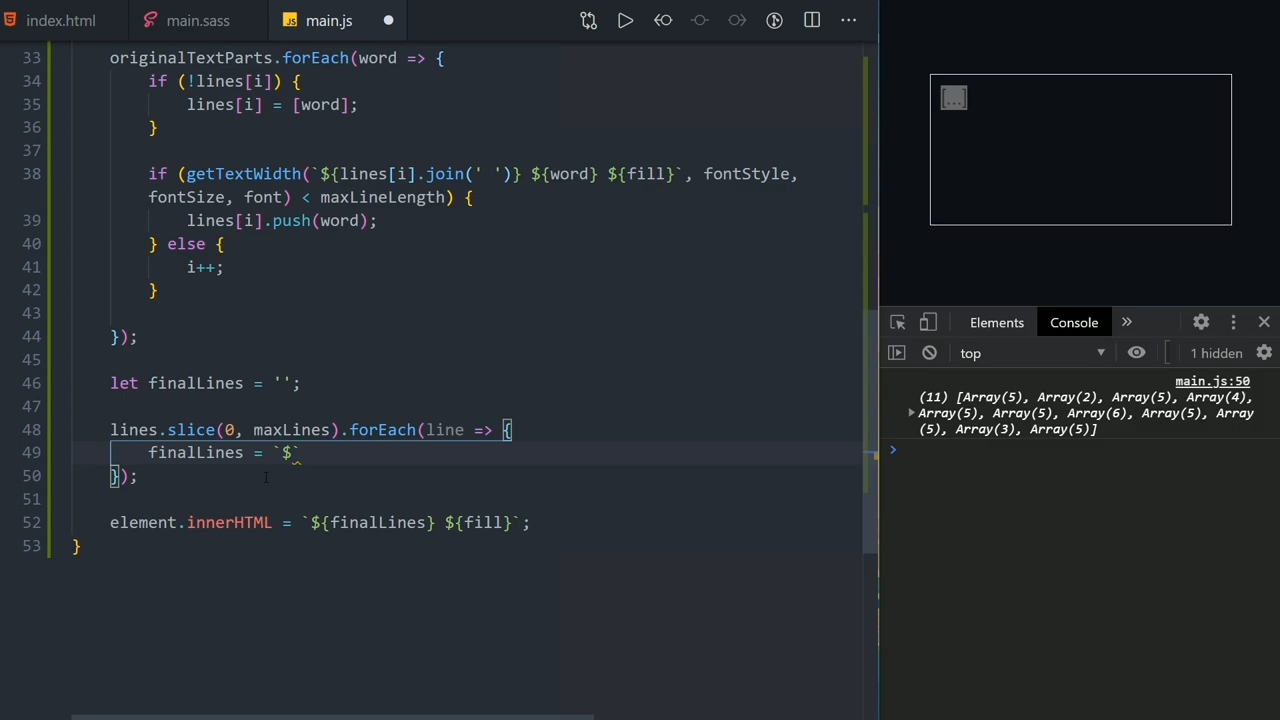 index.html
main.sass
JS main.js
33 originalTextParts.forEach(word => {
34 if (!lines[i]) {
35 lines[i] = [word];
36 }
37
38 if (getTextWidth(`${lines[i].join(' ')} ${word} ${fill}`, fontStyle,
fontSize, font) < maxLineLength) {
39 lines[i].push(word);
40 } else {
41 i++;
42 }
43
44 });
45
46 let finalLines = '';
47
48 lines.slice(0, maxLines).forEach(line => {
49 finalLines = `$`
50 });
51
52 element.innerHTML = `${finalLines} ${fill}`;
53 }
[...]
Elements Console
top 1 hidden
main.js:50
(11) [Array(5), Array(2), Array(5), Array(4),
Array(5), Array(5), Array(6), Array(5), Array
(5), Array(3), Array(5)]